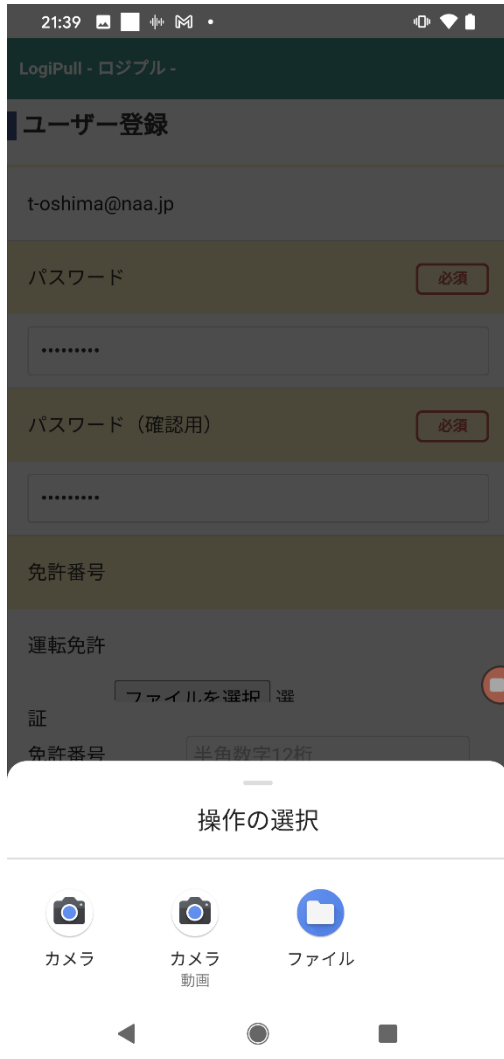 21:39
LogiPull - ロジプル -
ユーザー登録
t-oshima@naa.jp
パスワード
必須
•••••••••
パスワード（確認用）
必須
•••••••••
免許番号
運転免許
ファイルを選択 選
証
免許番号 半角数字12桁
操作の選択
カメラ
カメラ
動画
ファイル